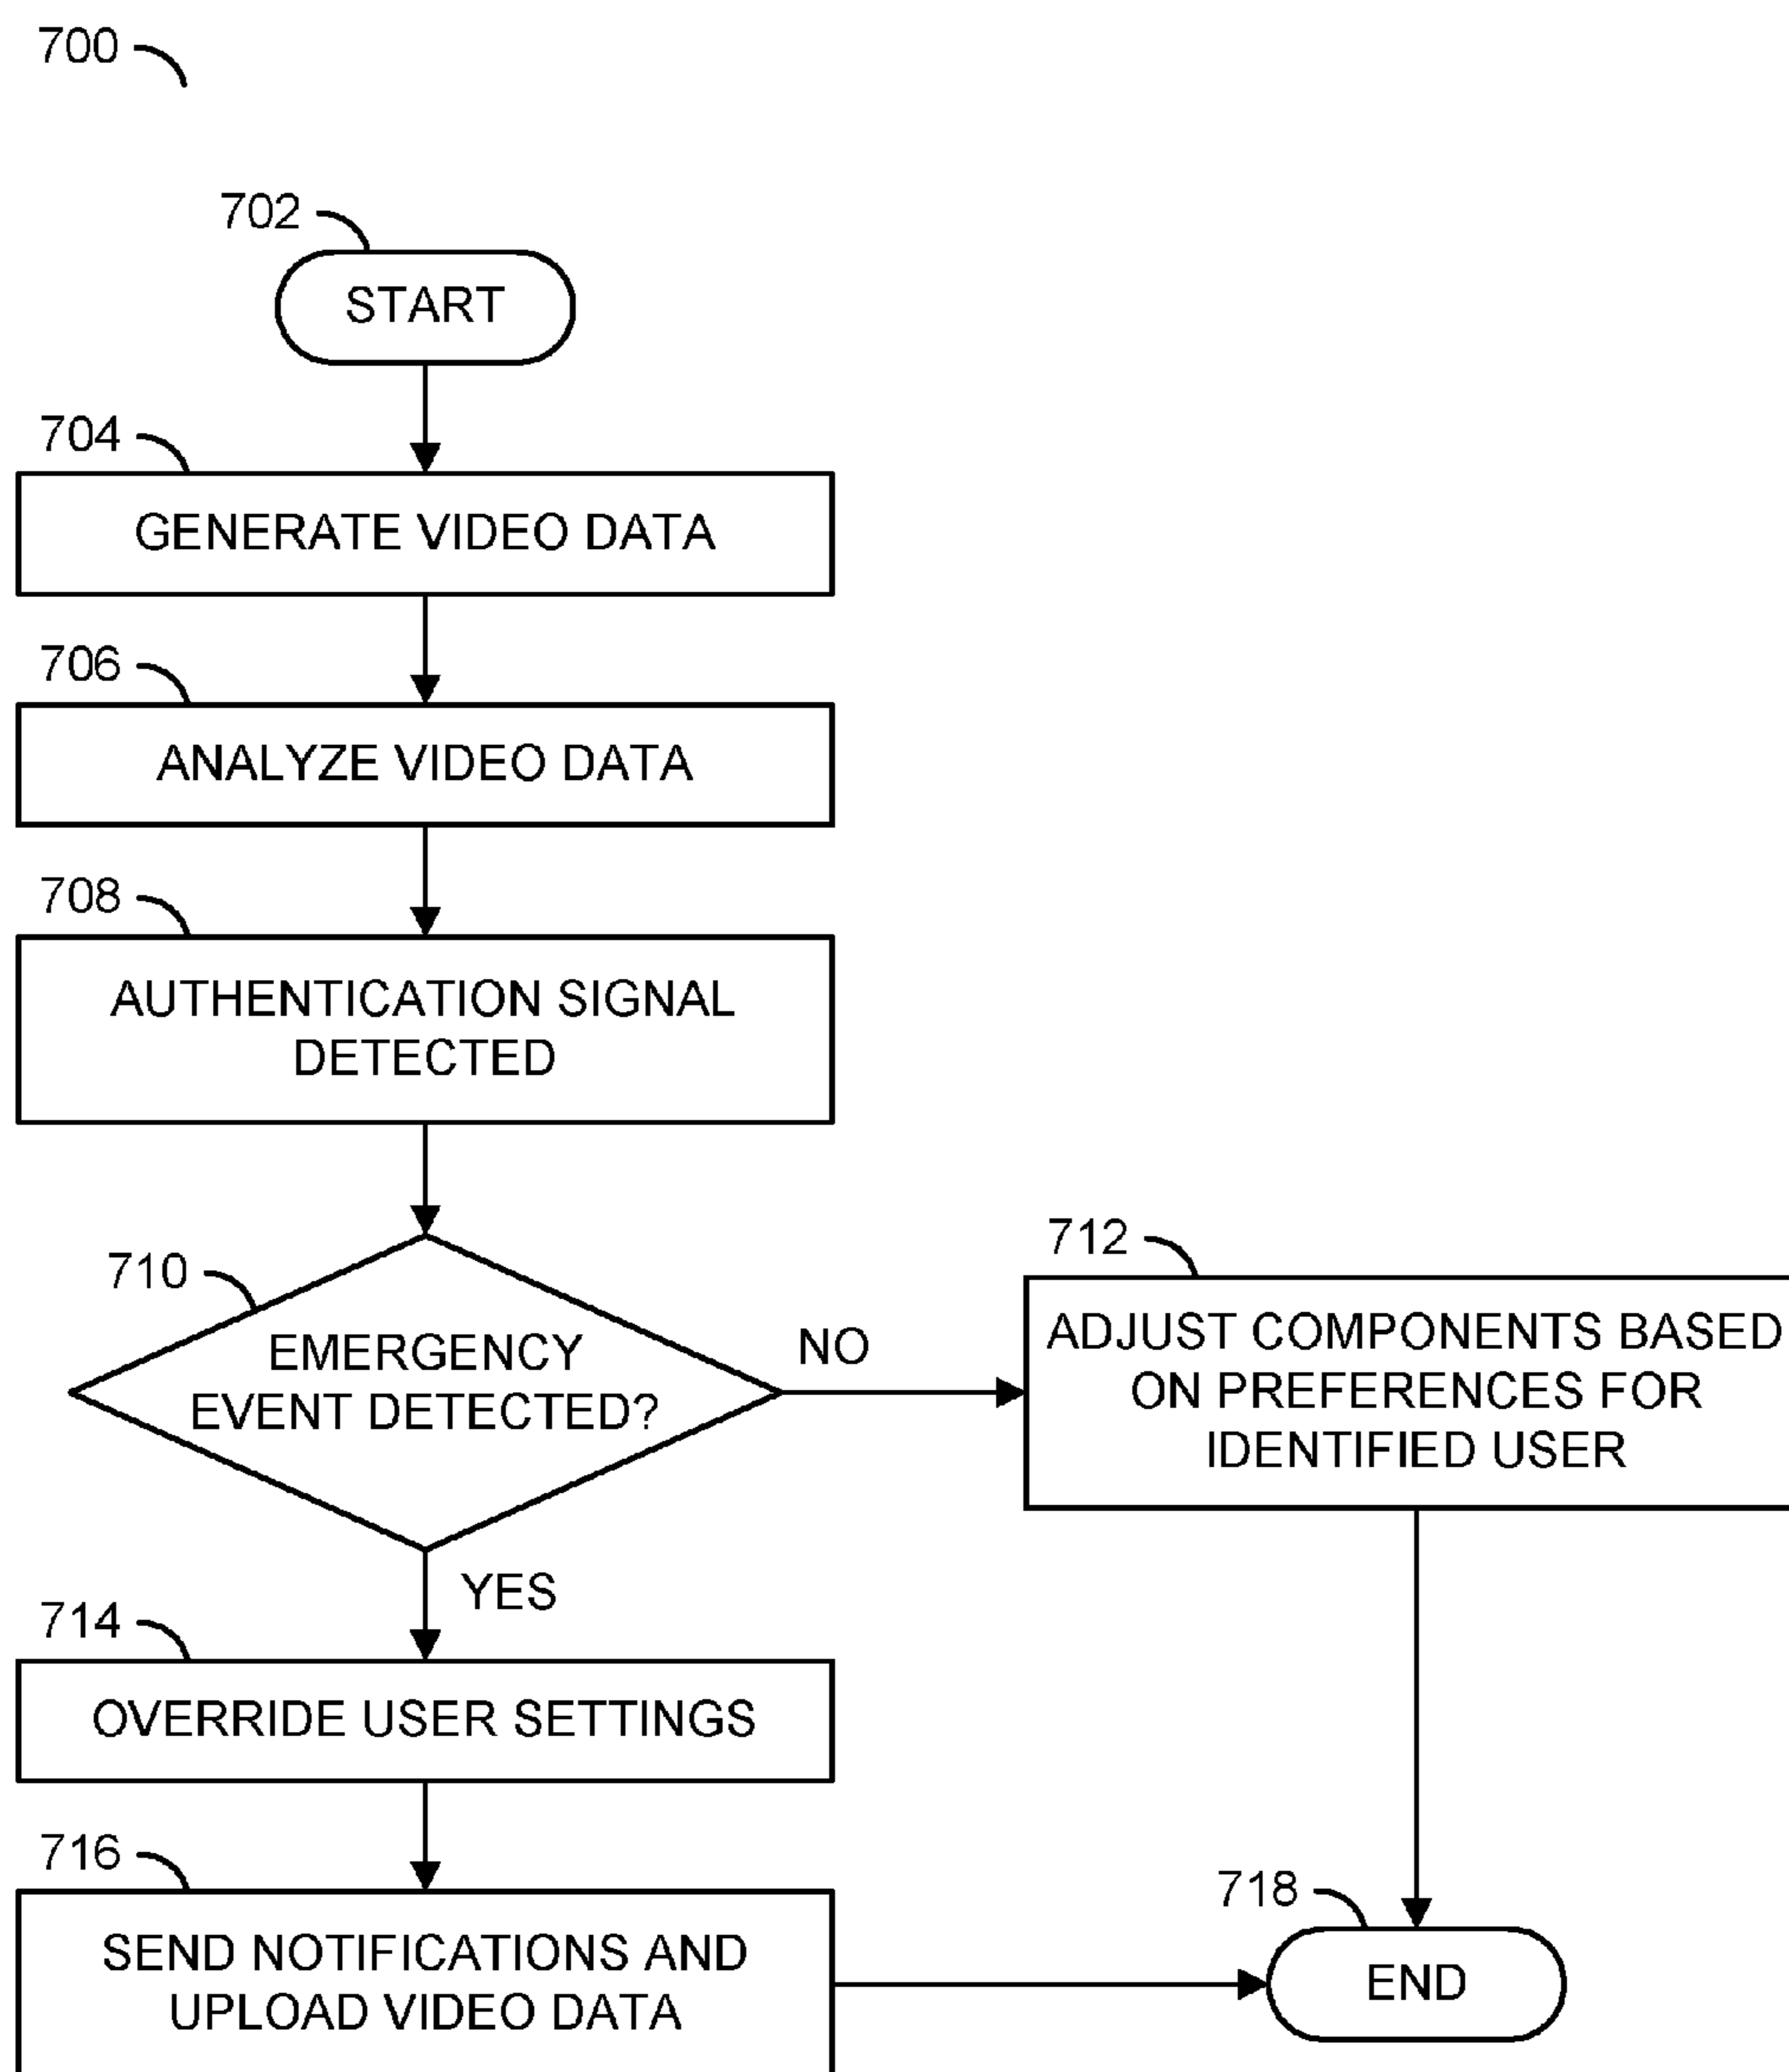 700
702
START
704
GENERATE VIDEO DATA
706
ANALYZE VIDEO DATA
708
AUTHENTICATION SIGNAL
DETECTED
710
EMERGENCY
EVENT DETECTED?
NO
712
ADJUST COMPONENTS BASED
ON PREFERENCES FOR
IDENTIFIED USER
YES
714
OVERRIDE USER SETTINGS
716
SEND NOTIFICATIONS AND
UPLOAD VIDEO DATA
718
END